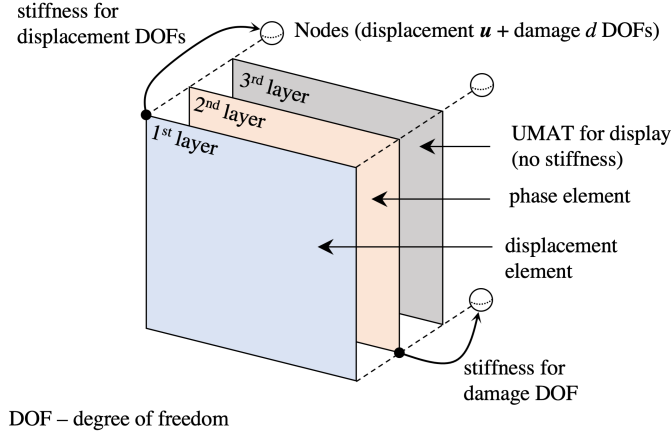 stiffness for
displacement DOFs
Nodes (displacement u + damage d DOFs)
3rd layer
2nd layer
1st layer
UMAT for display
(no stiffness)
phase element
displacement
element
stiffness for
damage DOF
DOF – degree of freedom